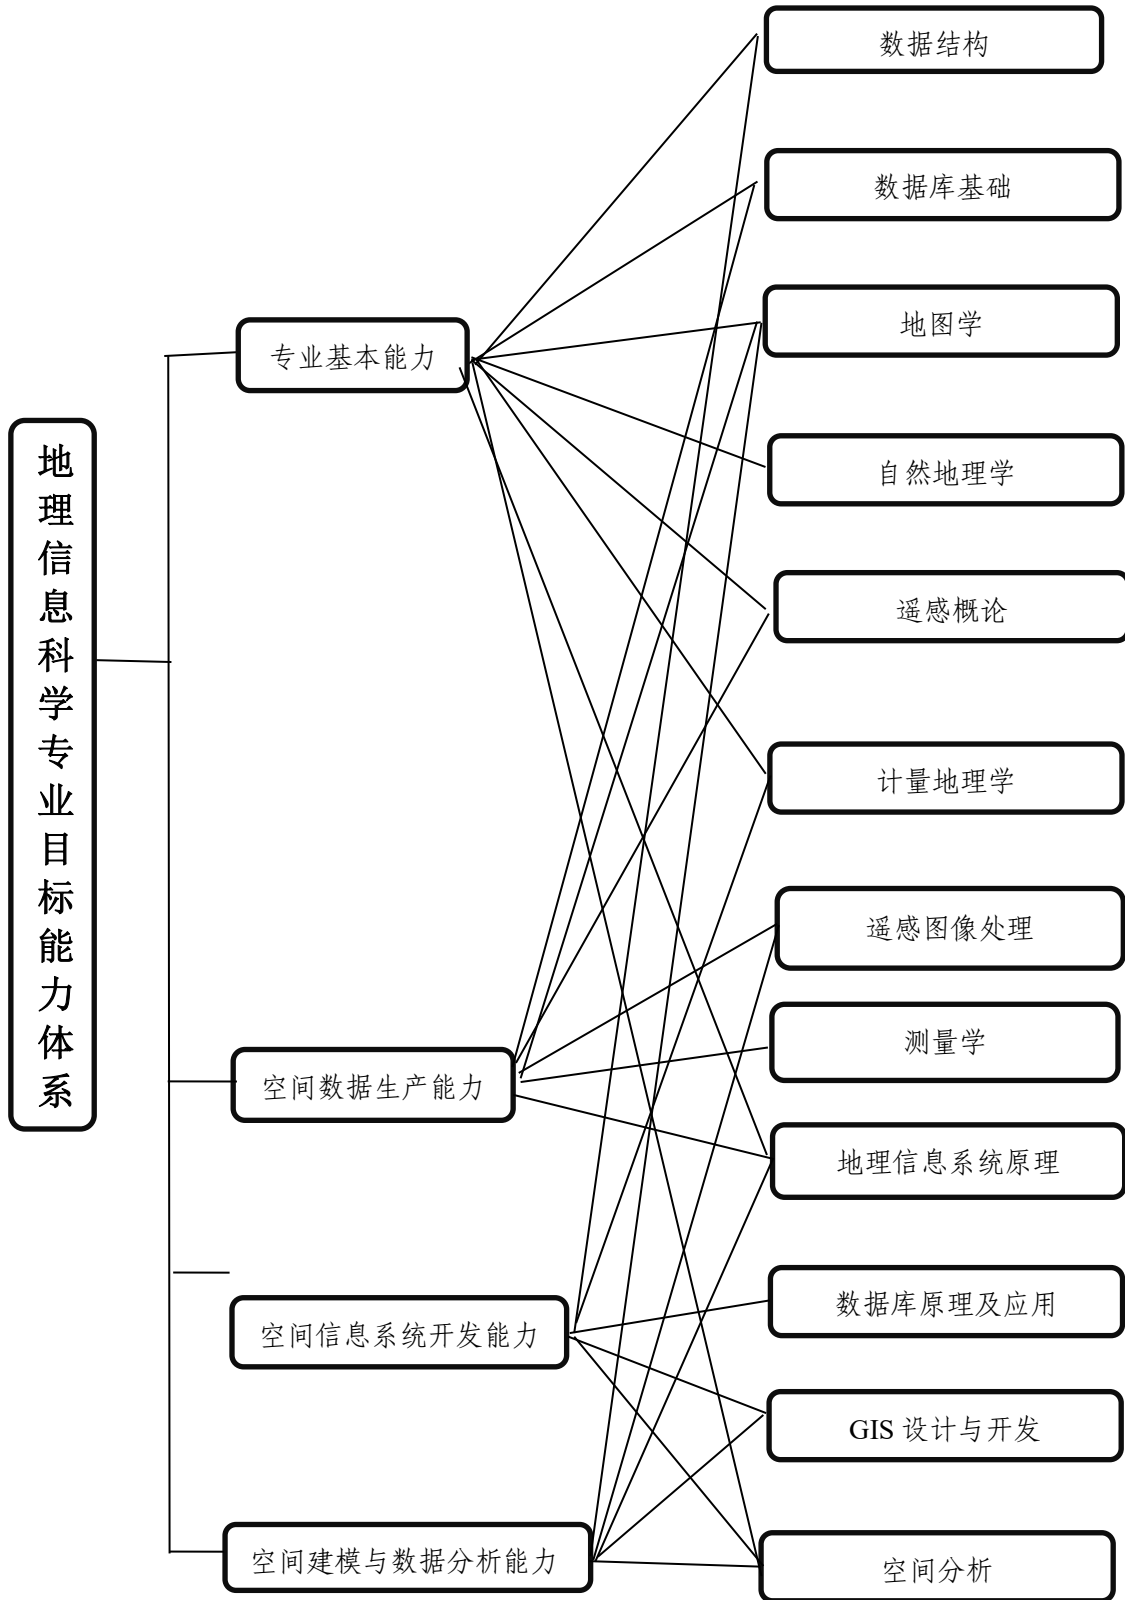 地理信息科学专业目标能力体系
专业基本能力
空间数据生产能力
空间信息系统开发能力
空间建模与数据分析能力
数据结构
数据库基础
地图学
自然地理学
遥感概论
计量地理学
遥感图像处理
测量学
地理信息系统原理
数据库原理及应用
GIS 设计与开发
空间分析